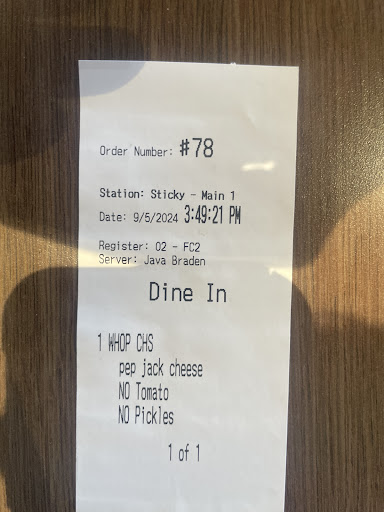 Order Number: #78
Station: Sticky - Main 1
Date: 9/5/2024 3:49:21 PM
Register: 02 - FC2
Server: Java Braden
Dine In
1 WHOP CHS
pep jack cheese
NO Tomato
NO Pickles
1 of 1